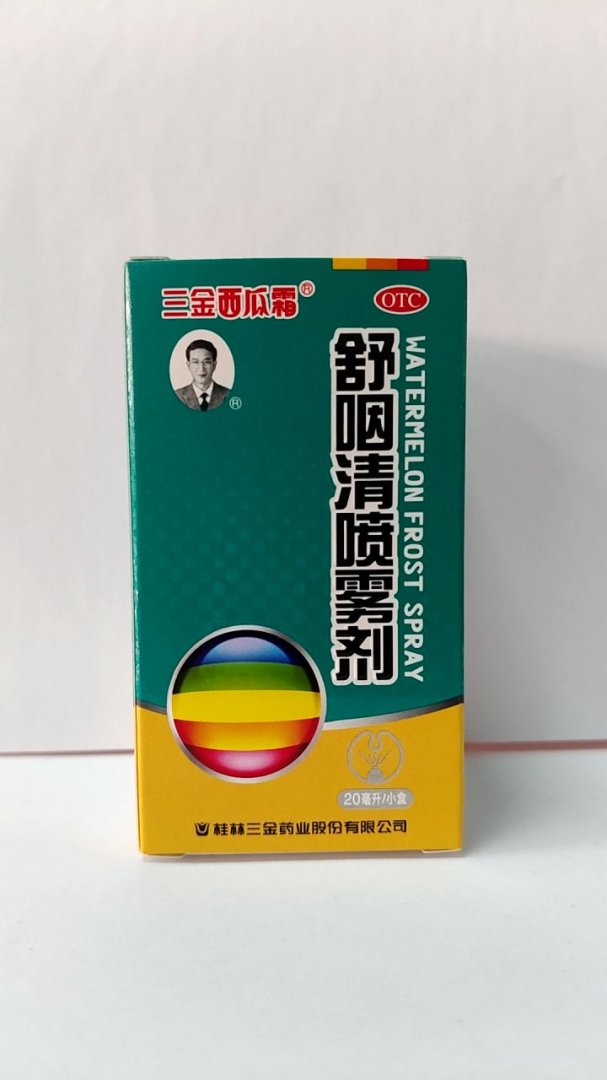 三金西瓜霜®
OTC
®
舒咽清喷雾剂
WATERMELON FROST SPRAY
20毫升/小盒
桂林三金药业股份有限公司